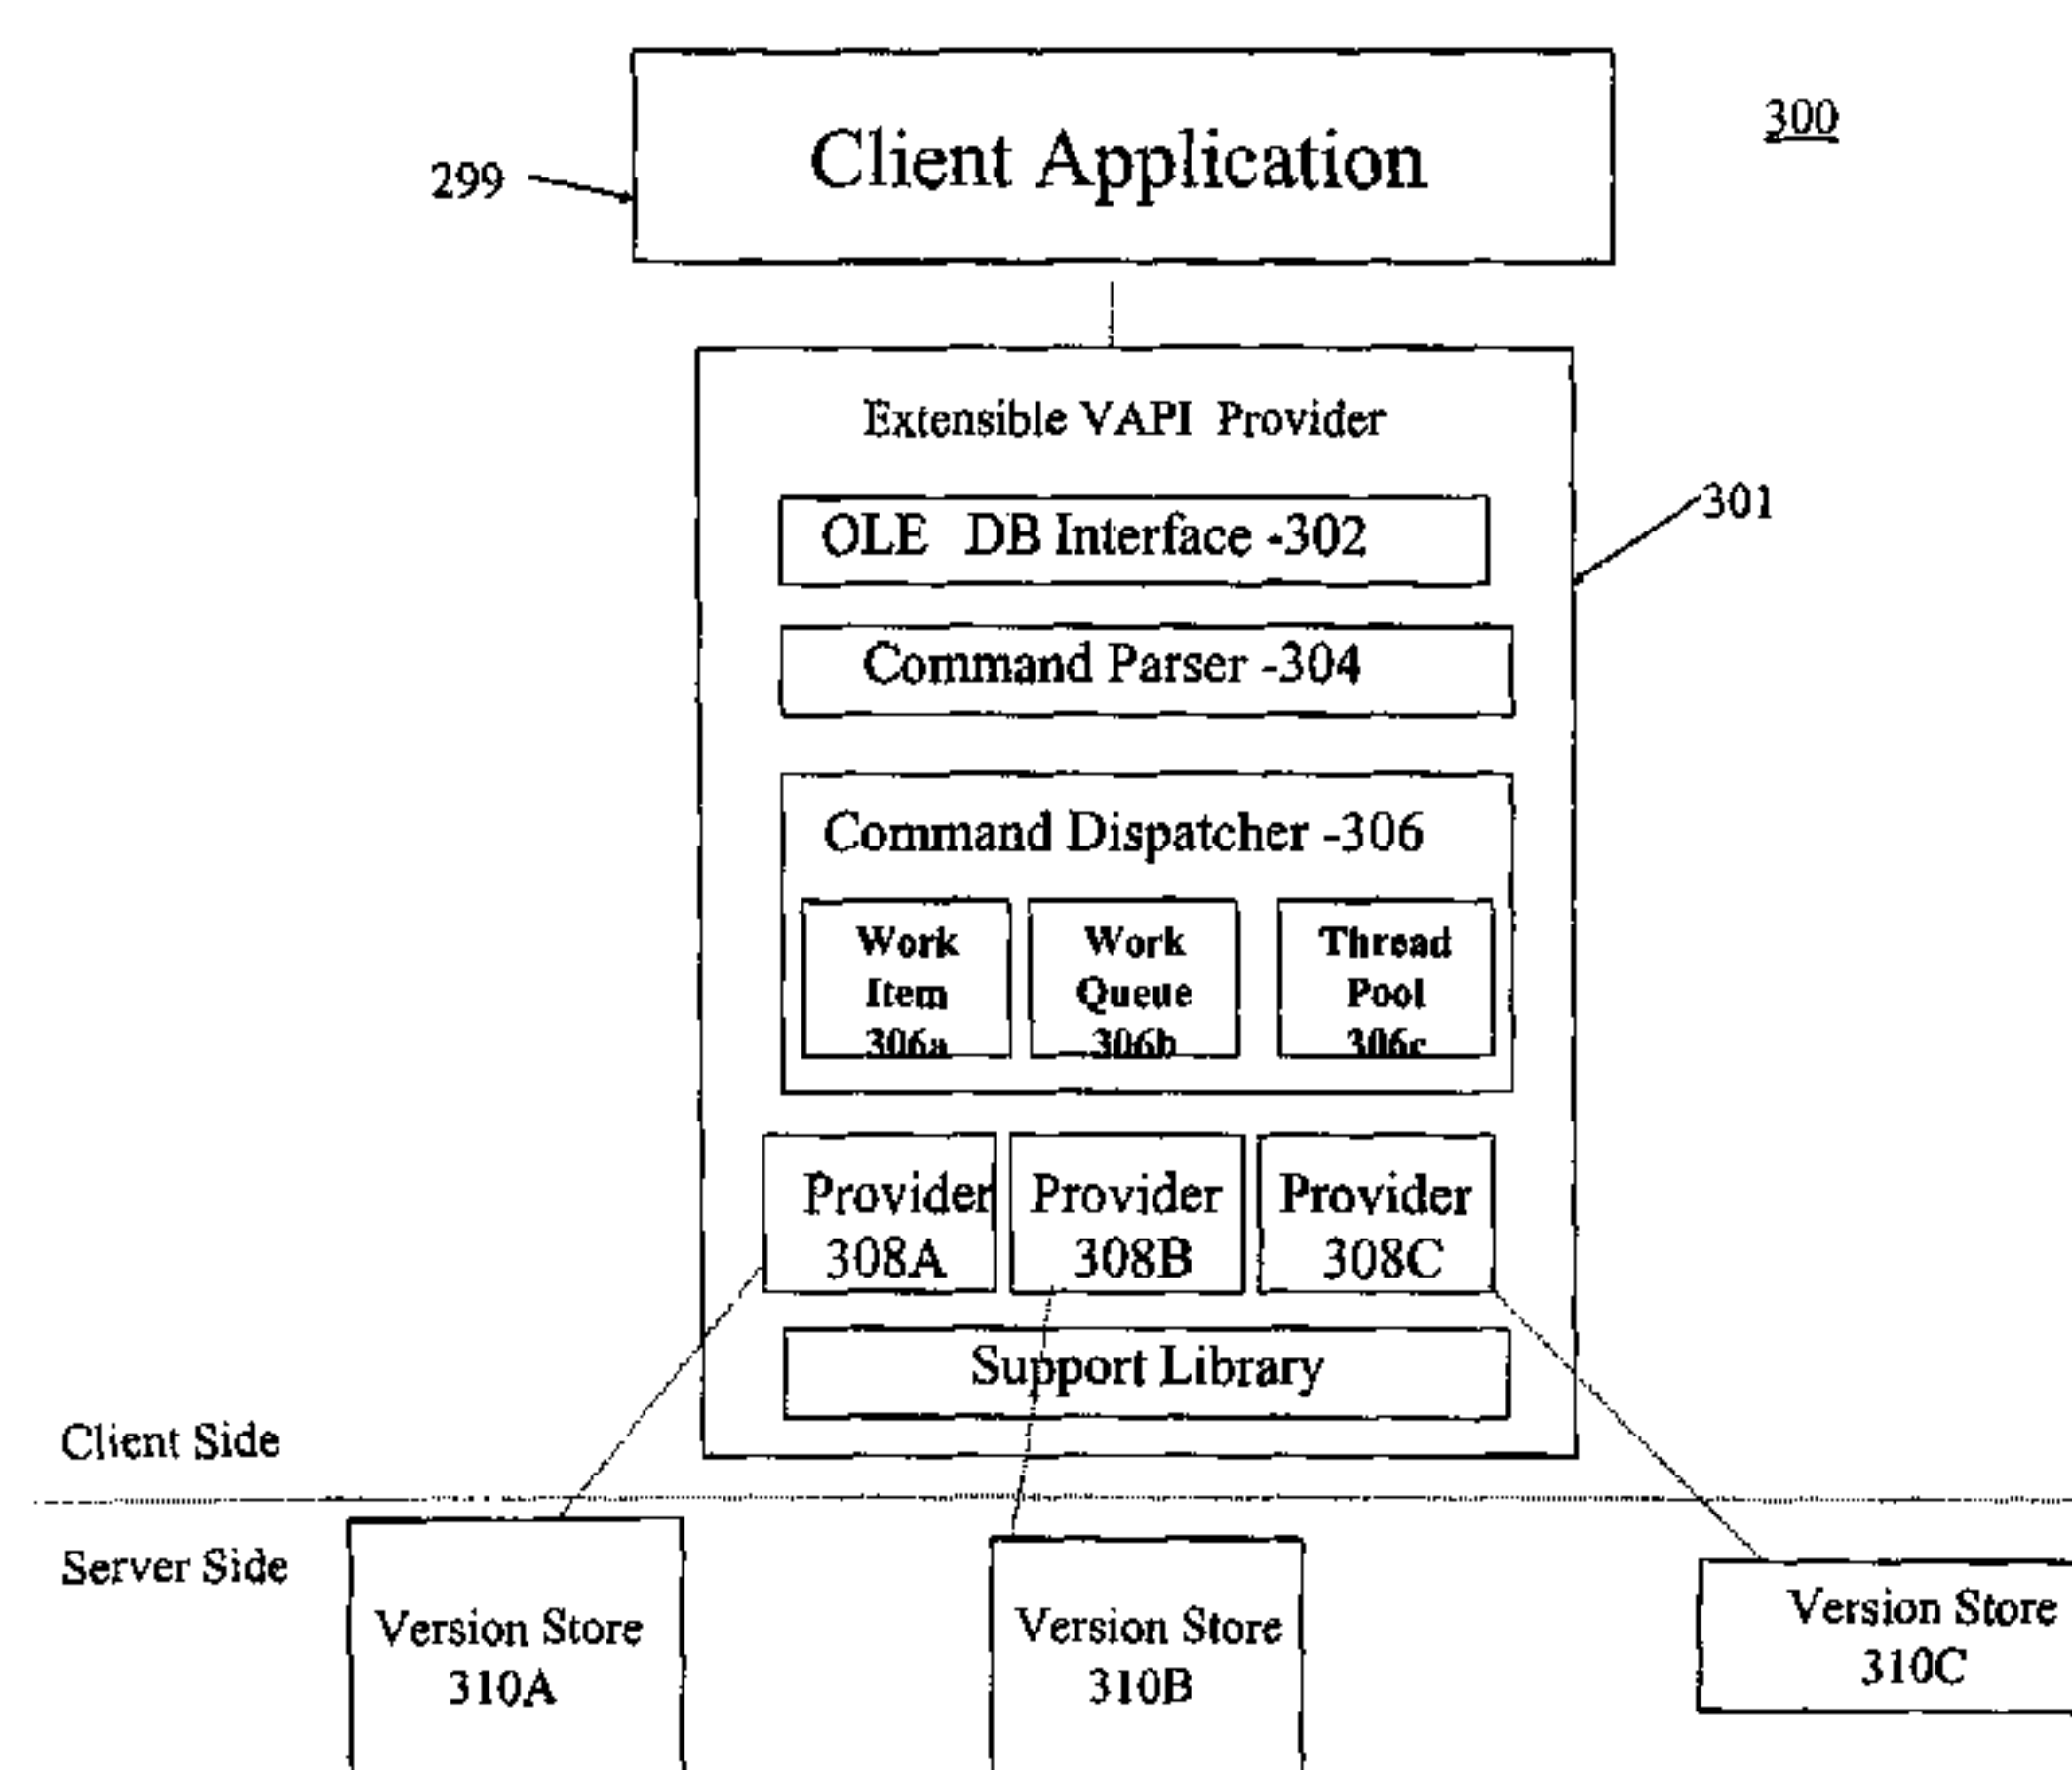 300
Client Application
299
Extensible VAPI Provider
301
OLE DB Interface -302
Command Parser -304
Command Dispatcher -306
Work
Item
306a
Work
Queue
306b
Thread
Pool
306c
Provider
308A
Provider
308B
Provider
308C
Support Library
Client Side
Server Side
Version Store
310A
Version Store
310B
Version Store
310C